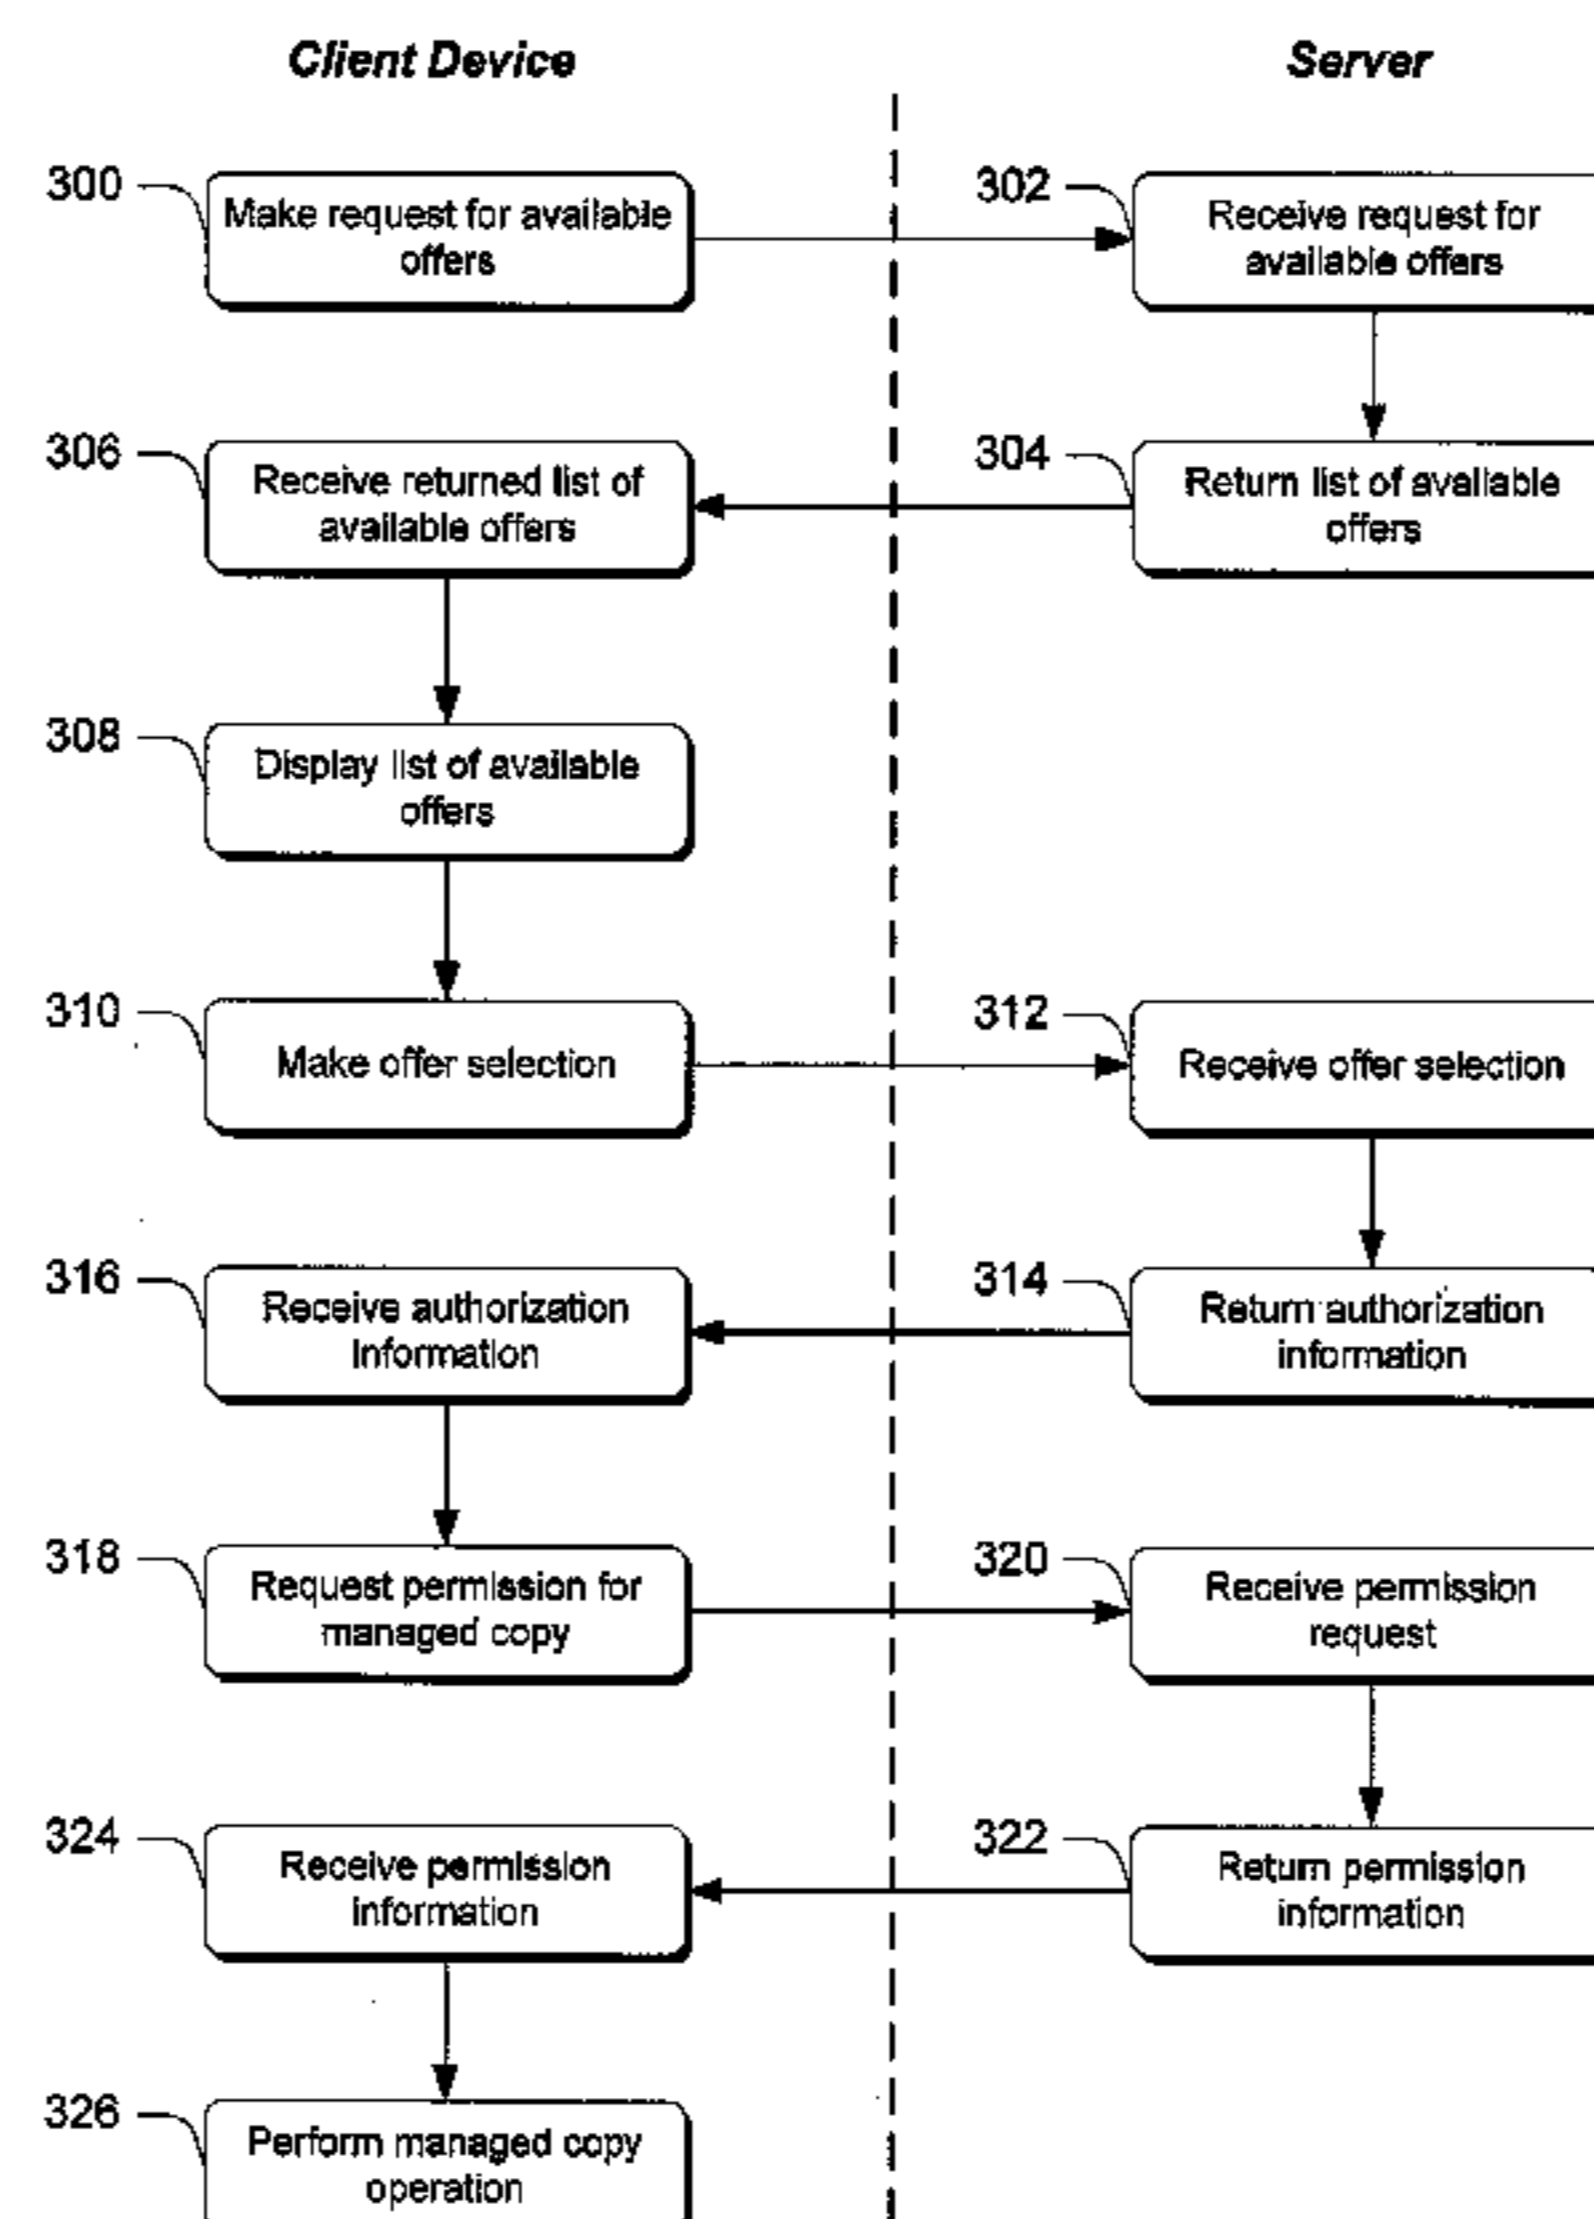 Client Device
Server
300
Make request for available
offers
302
Receive request for
available offers
306
Receive returned list of
available offers
304
Return list of available
offers
308
Display list of available
offers
310
Make offer selection
312
Receive offer selection
316
Receive authorization
information
314
Return authorization
information
318
Request permission for
managed copy
320
Receive permission
request
324
Receive permission
information
322
Return permission
information
326
Perform managed copy
operation